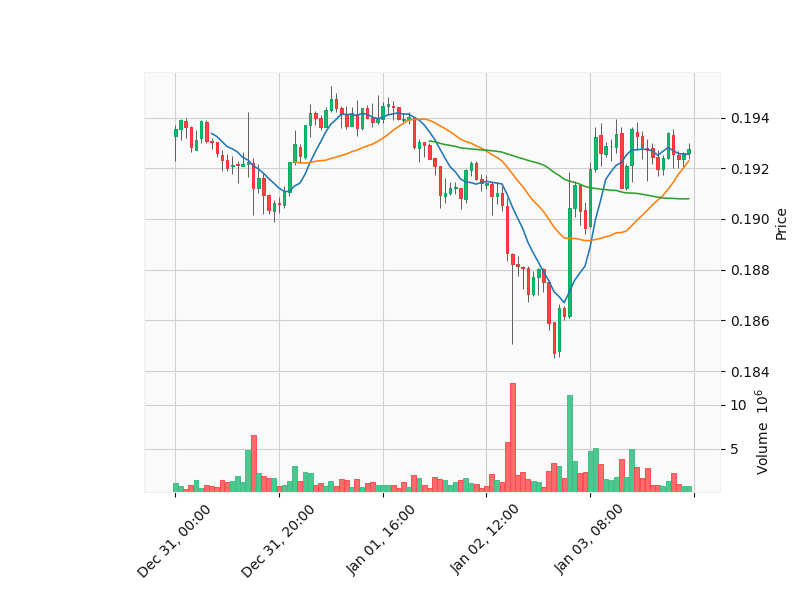 0.194
0.192
0.190
0.188
0.186
0.184
Price
10
5
Volume 10⁶
Dec 31, 00:00
Dec 31, 20:00
Jan 01, 16:00
Jan 02, 12:00
Jan 03, 08:00